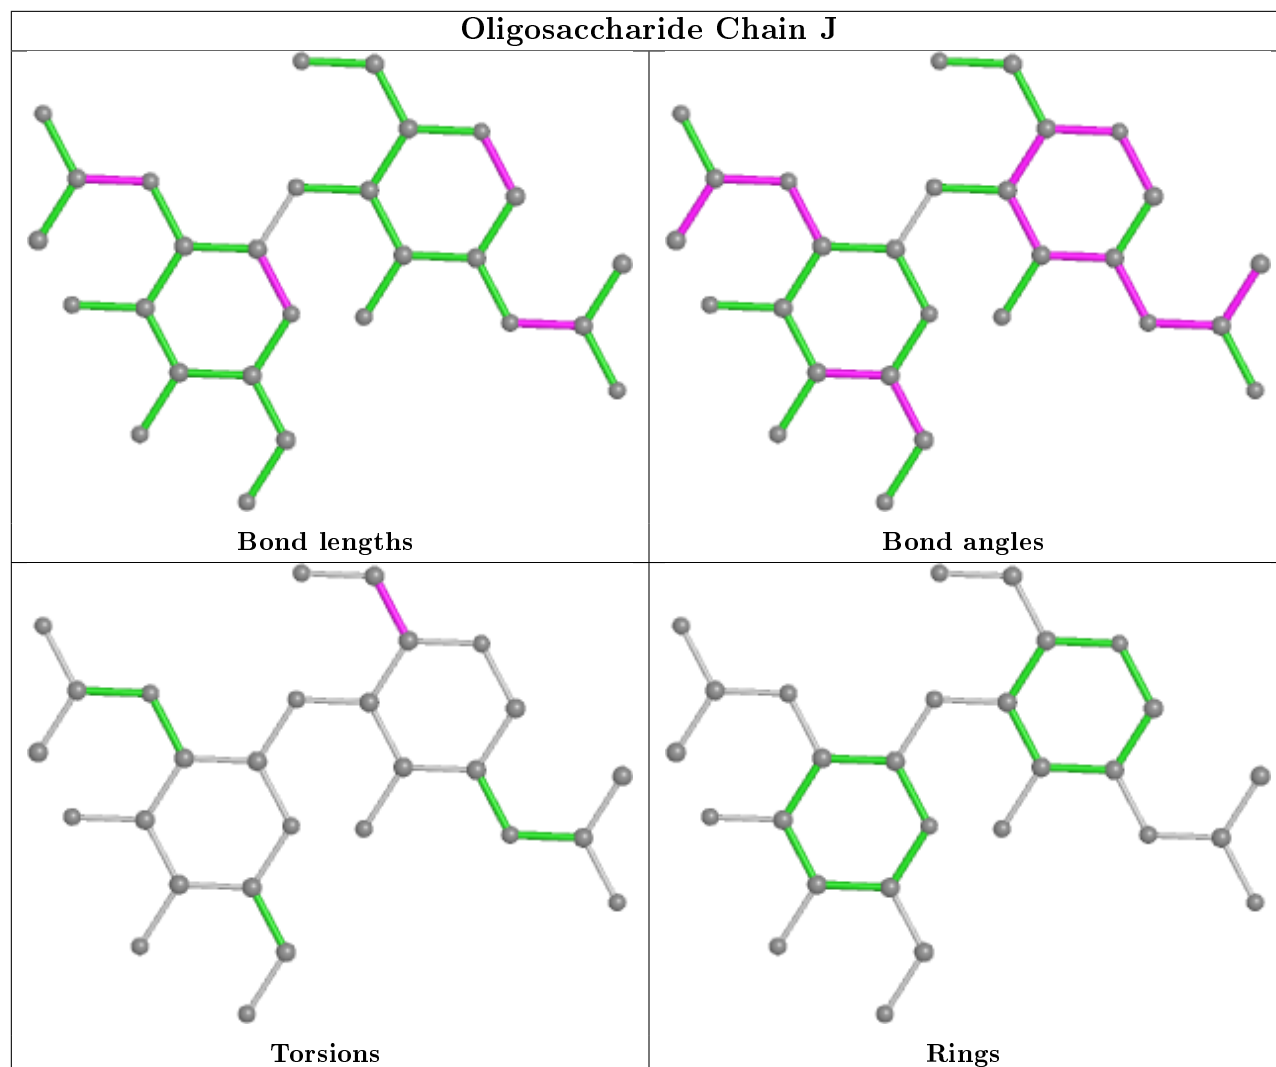 Oligosaccharide Chain J
Bond lengths
Bond angles
Torsions
Rings